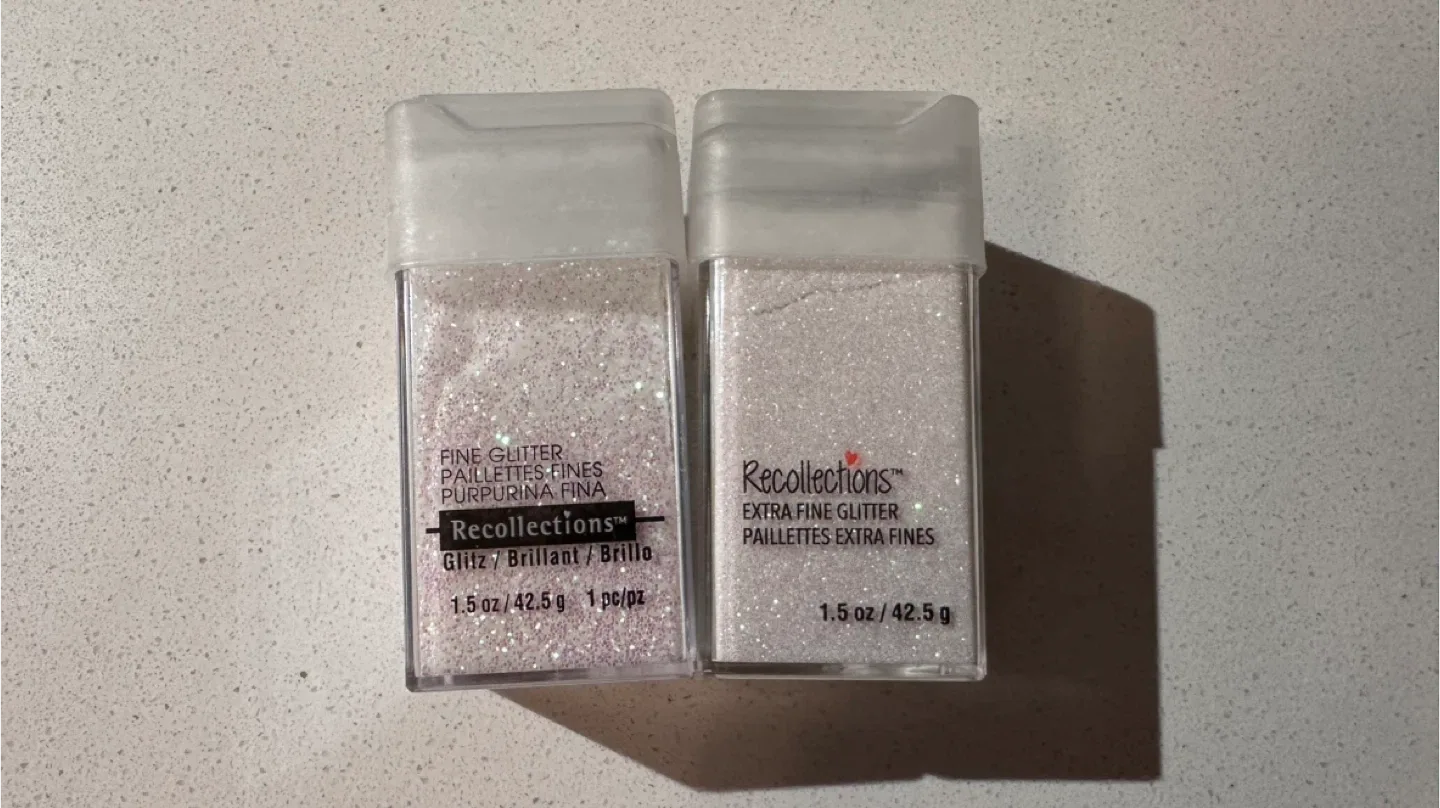 FINE GLITTER
PAILLETTES FINES
PURPURINA FINA
Recollections™
Glitz / Brillant / Brillo
1.5 oz / 42.5 g 1 pc/pz
Recollections™
EXTRA FINE GLITTER
PAILLETTES EXTRA FINES
1.5 oz / 42.5 g